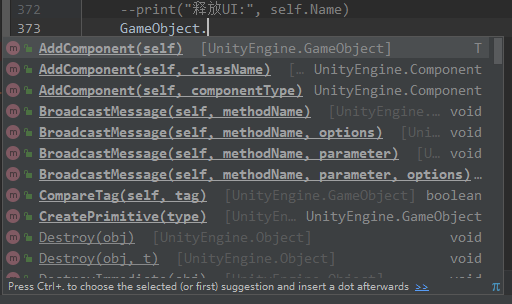 372 --print("释放UI:", self.Name)
373 GameObject.
AddComponent(self) [UnityEngine.GameObject] T
AddComponent(self, className) [… UnityEngine.Component
AddComponent(self, componentType) UnityEngine.Component
BroadcastMessage(self, methodName) [UnityEngine.… void
BroadcastMessage(self, methodName, options) [Uni… void
BroadcastMessage(self, methodName, parameter) [U… void
BroadcastMessage(self, methodName, parameter, options)…
CompareTag(self, tag) [UnityEngine.GameObject] boolean
CreatePrimitive(type) [UnityEn… UnityEngine.GameObject
Destroy(obj) [UnityEngine.Object] void
Destroy(obj, t) [UnityEngine.Object] void
Press Ctrl+. to choose the selected (or first) suggestion and insert a dot afterwards >> π